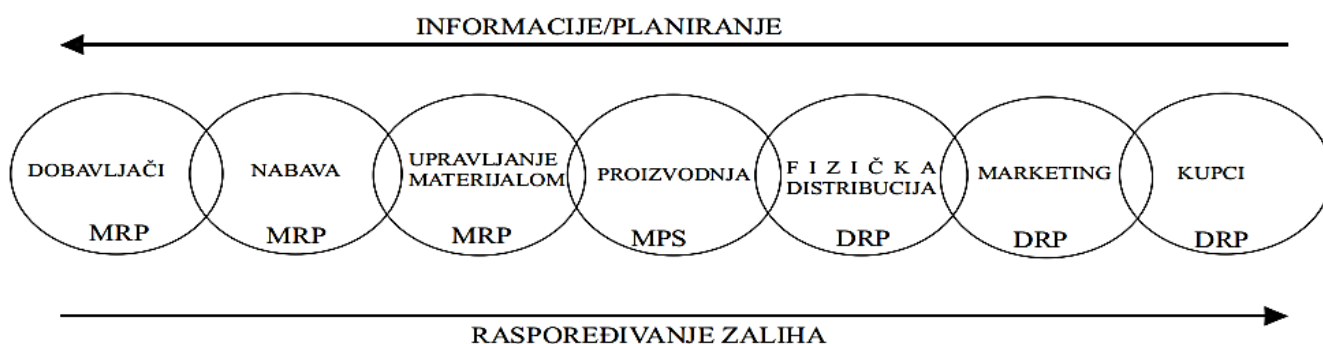 INFORMACIJE/PLANIRANJE
DOBAVLJAČI
MRP
NABAVA
MRP
UPRAVLJANJE
MATERIJALOM
MRP
PROIZVODNJA
MPS
F I Z I Č K A
DISTRIBUCIJA
DRP
MARKETING
DRP
KUPCI
DRP
RASPOREĐIVANJE ZALIHA